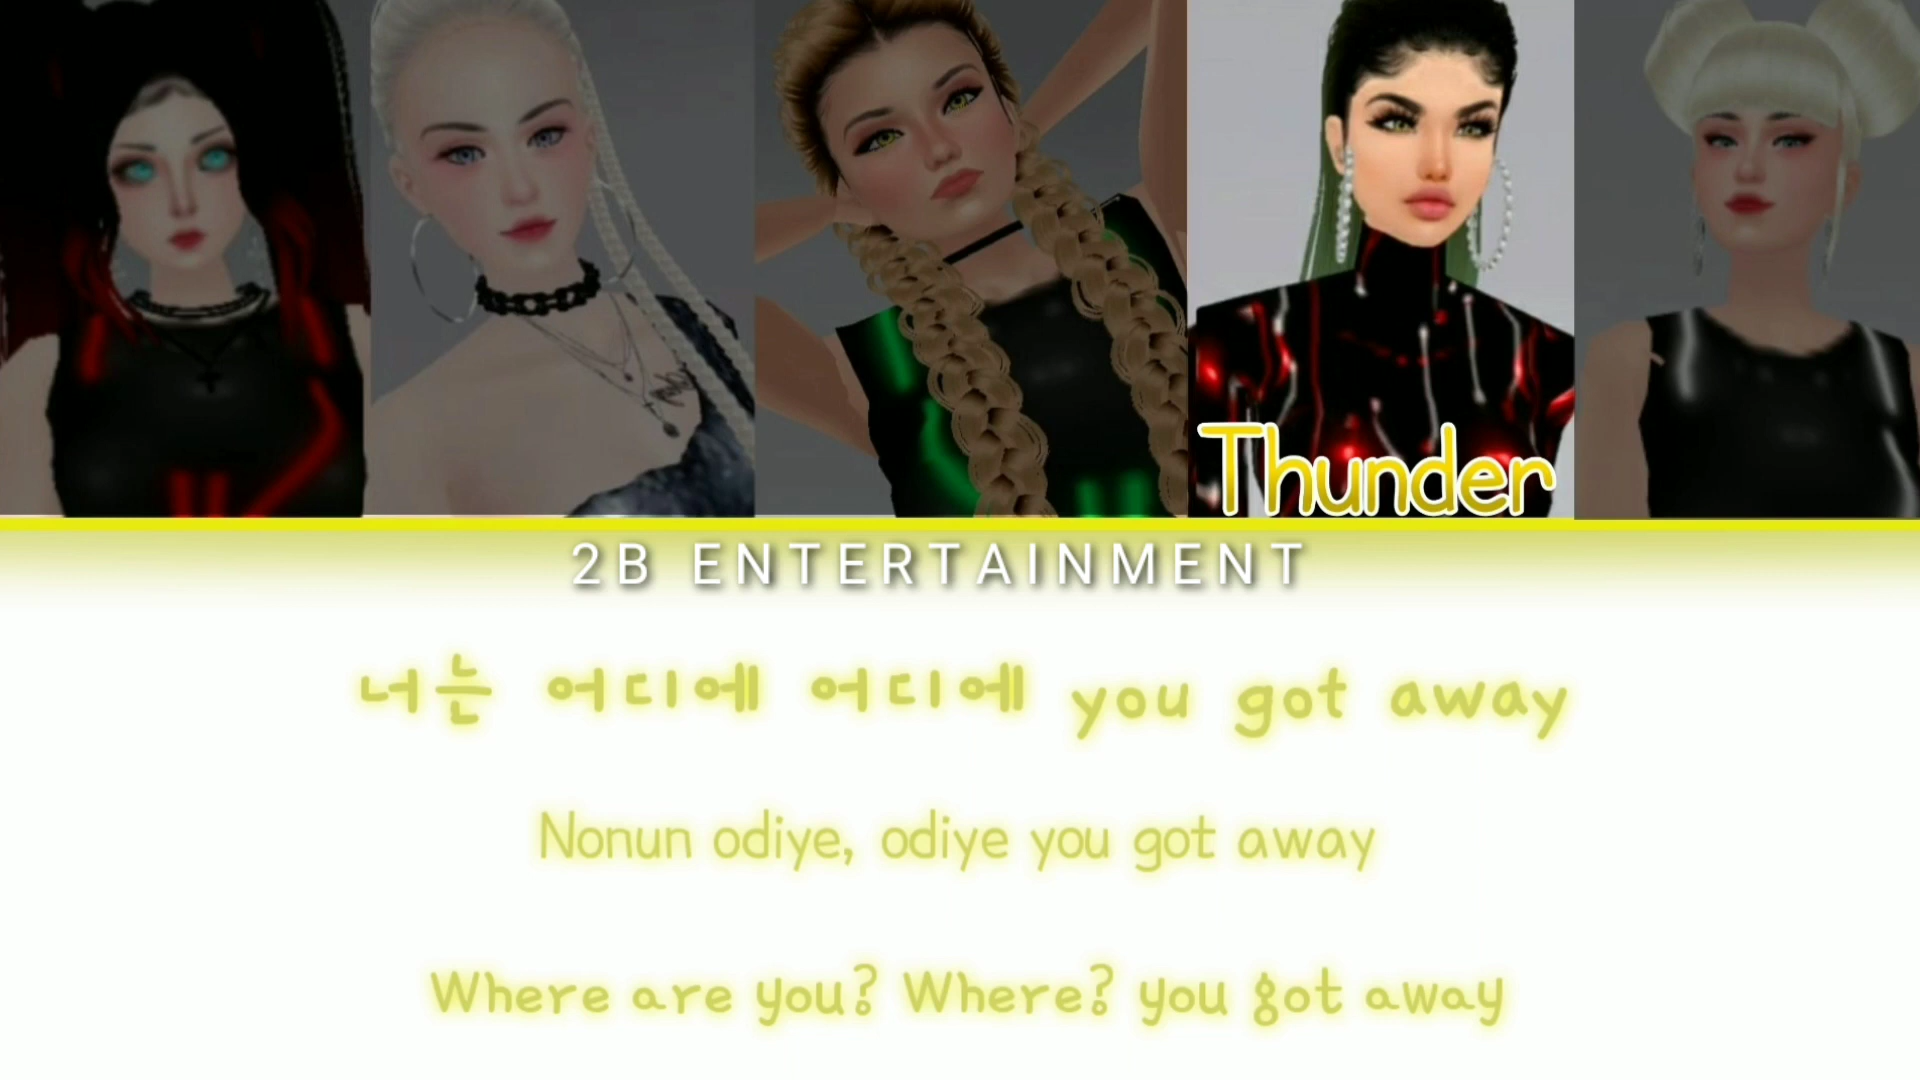 Thunder
2B ENTERTAINMENT
너는 어디에 어디에 you got away
Nonun odiye, odiye you got away
Where are you? Where? you got away